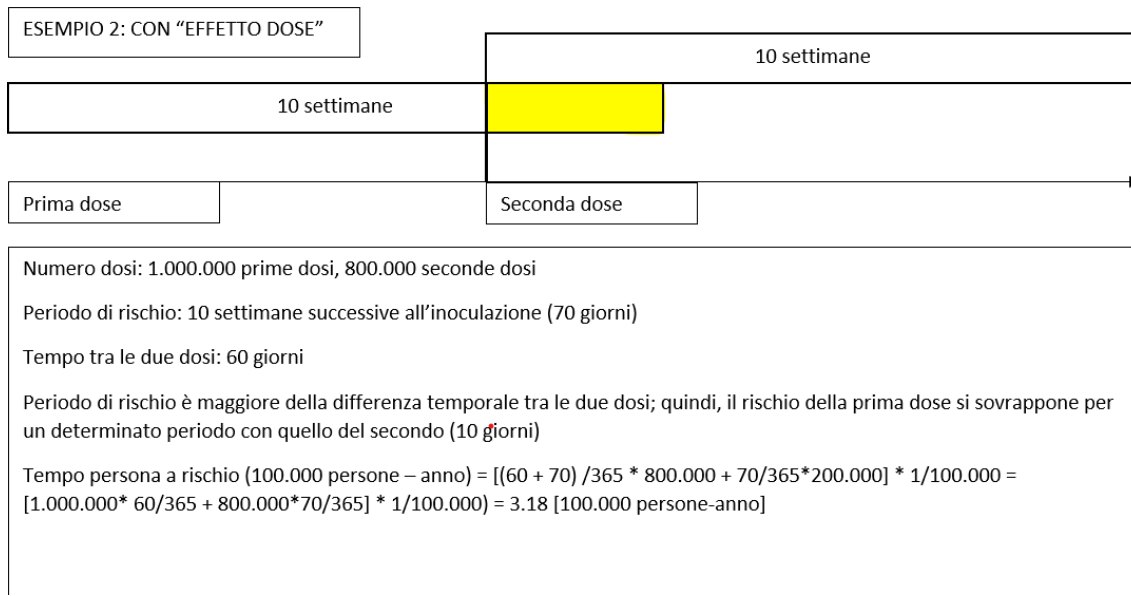 ESEMPIO 2: CON “EFFETTO DOSE”
10 settimane
10 settimane
Prima dose
Seconda dose
Numero dosi: 1.000.000 prime dosi, 800.000 seconde dosi
Periodo di rischio: 10 settimane successive all’inoculazione (70 giorni)
Tempo tra le due dosi: 60 giorni
Periodo di rischio è maggiore della differenza temporale tra le due dosi; quindi, il rischio della prima dose si sovrappone per
un determinato periodo con quello del secondo (10 giorni)
Tempo persona a rischio (100.000 persone – anno) = [(60 + 70) /365 * 800.000 + 70/365*200.000] * 1/100.000 =
[1.000.000* 60/365 + 800.000*70/365] * 1/100.000) = 3.18 [100.000 persone-anno]